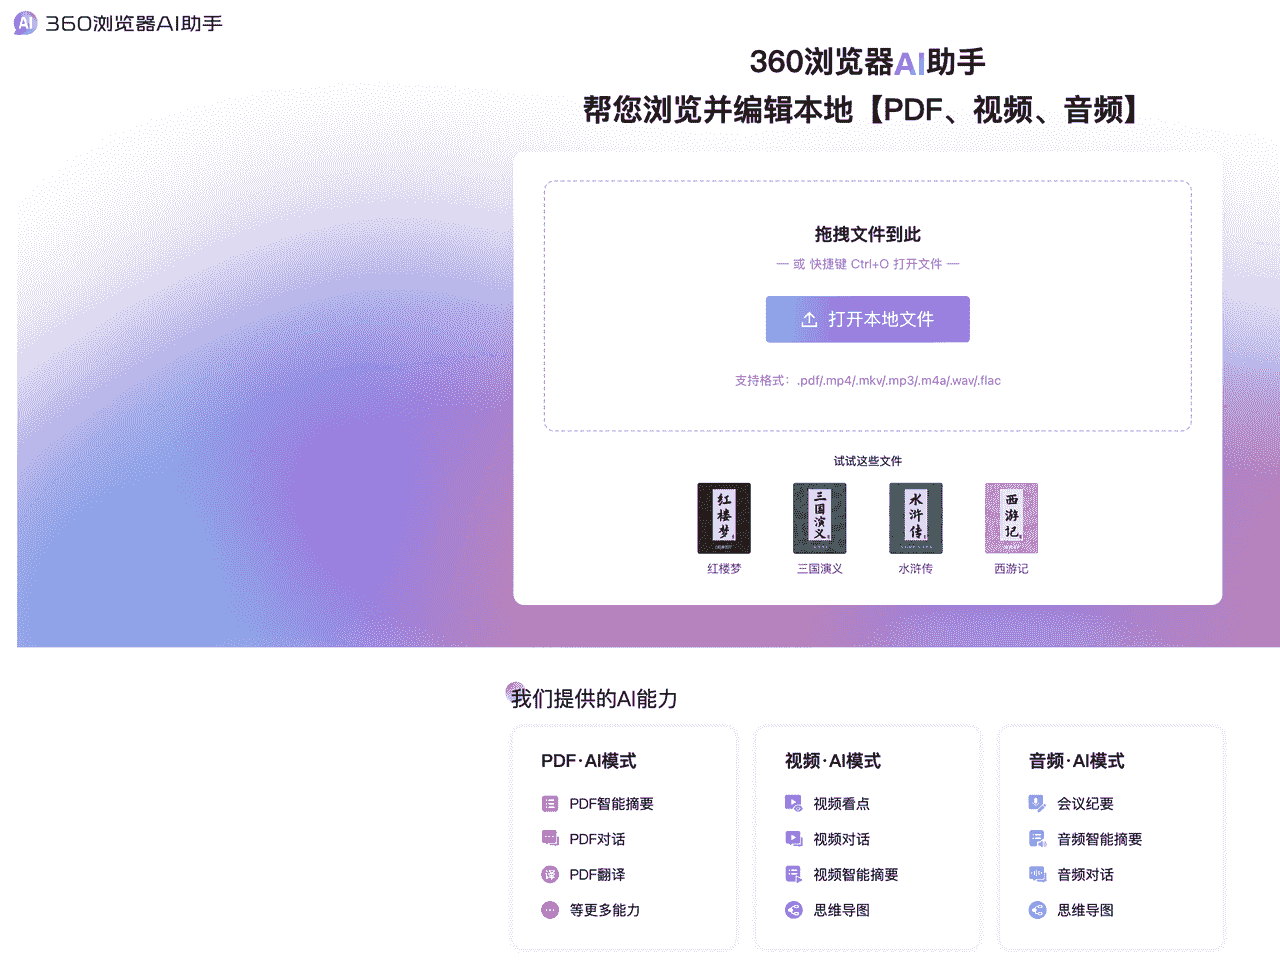 AI 360浏览器AI助手
360浏览器AI助手
帮您浏览并编辑本地【PDF、视频、音频】
拖拽文件到此
— 或 快捷键 Ctrl+O 打开文件 —
打开本地文件
支持格式：.pdf/.mp4/.mkv/.mp3/.m4a/.wav/.flac
试试这些文件
红楼梦
三国演义
水浒传
西游记
红楼梦
三国演义
水浒传
西游记
我们提供的AI能力
PDF·AI模式
PDF智能摘要
PDF对话
译 PDF翻译
等更多能力
视频·AI模式
视频看点
视频对话
视频智能摘要
思维导图
音频·AI模式
会议纪要
音频智能摘要
音频对话
思维导图